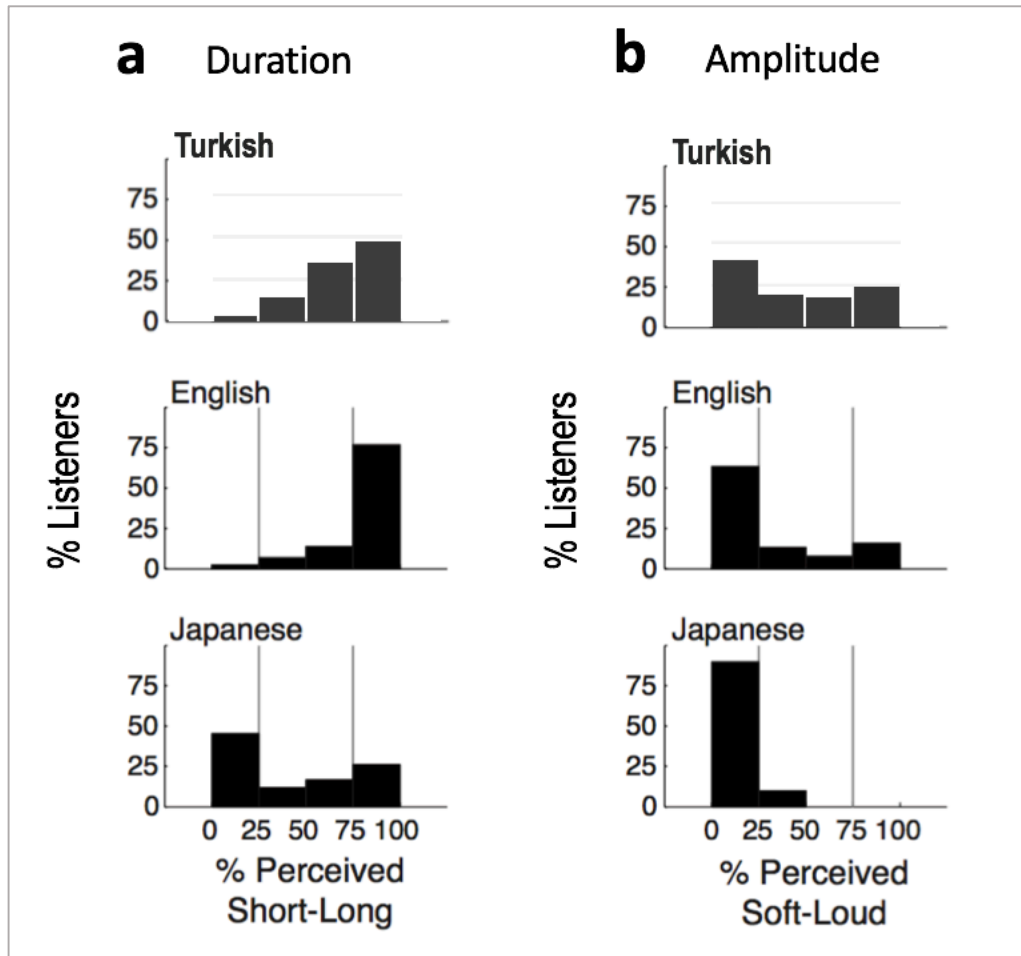 a Duration
Turkish
75
50
25
0
English
75
50
25
0
Japanese
75
50
25
0
0 25 50 75 100
% Perceived
Short-Long
% Listeners
b Amplitude
Turkish
75
50
25
0
English
75
50
25
0
Japanese
75
50
25
0
0 25 50 75 100
% Perceived
Soft-Loud
% Listeners